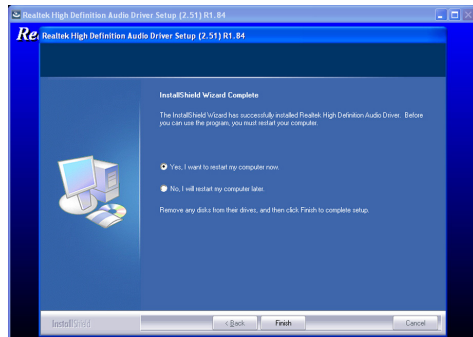 Realtek High Definition Audio Driver Setup (2.51) R1.84
Re
Realtek High Definition Audio Driver Setup (2.51) R1.84
InstallShield Wizard Complete
The InstallShield Wizard has successfully installed Realtek High Definition Audio Driver. Before
you can use the program, you must restart your computer.
Yes, I want to restart my computer now.
No, I will restart my computer later.
Remove any disks from their drives, and then click Finish to complete setup.
InstallShield
< Back
Finish
Cancel